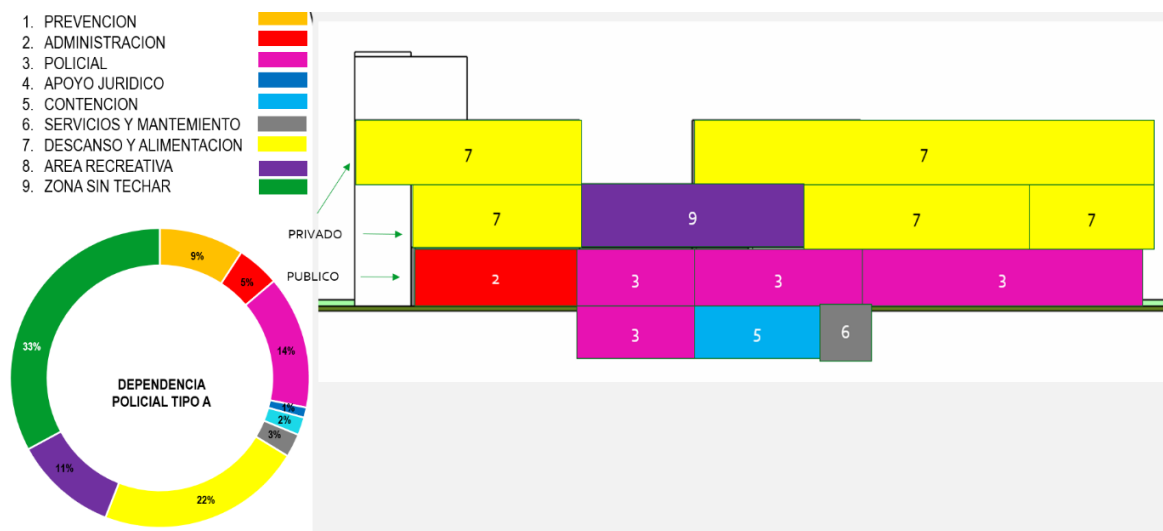 1. PREVENCION
2. ADMINISTRACION
3. POLICIAL
4. APOYO JURIDICO
5. CONTENCION
6. SERVICIOS Y MANTEMIENTO
7. DESCANSO Y ALIMENTACION
8. AREA RECREATIVA
9. ZONA SIN TECHAR
7
7
PRIVADO
7
9
7
7
PUBLICO
2
3
3
3
3
5
6
9%
5%
14%
1%
2%
3%
22%
11%
33%
DEPENDENCIA
POLICIAL TIPO A